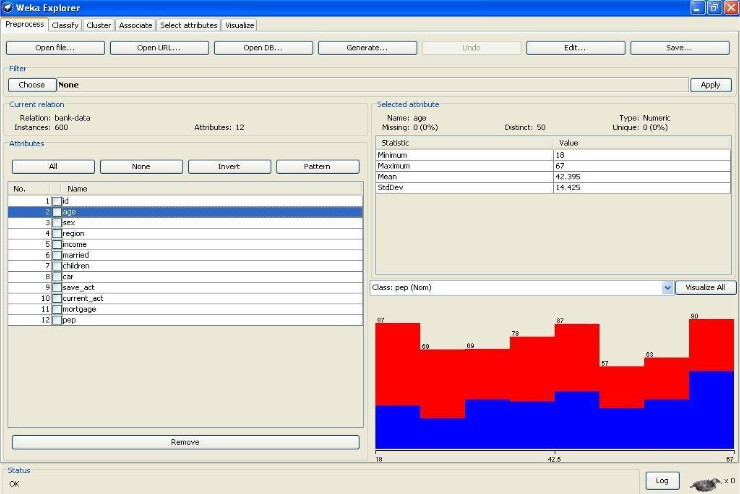 Weka Explorer
Preprocess Classify Cluster Associate Select attributes Visualize
Open file... Open URL... Open DB... Generate... Undo Edit... Save...
Filter
Choose None Apply
Current relation
Relation: bank-data
Instances: 600 Attributes: 12
Selected attribute
Name: age Type: Numeric
Missing: 0 (0%) Distinct: 50 Unique: 0 (0%)
Attributes
All None Invert Pattern
No. Name
1 id
2 age
3 sex
4 region
5 income
6 married
7 children
8 car
9 save_act
10 current_act
11 mortgage
12 pep
Remove
Statistic Value
Minimum 18
Maximum 67
Mean 42.395
StdDev 14.425
Class: pep (Nom) Visualize All
87 69 69 78 87 57 63 90
18 42.5 67
Status
OK
Log x 0